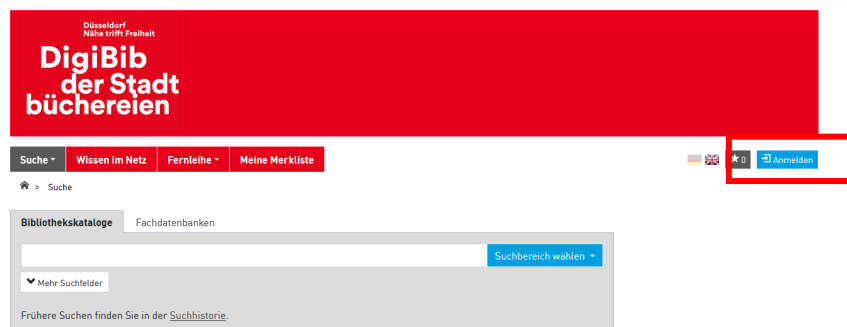 Düsseldorf
Nähe trifft Freiheit
DigiBib
der Stadt
büchereien
Suche Wissen im Netz Fernleihe Meine Merkliste 0 Anmelden
> Suche
Bibliothekskataloge Fachdatenbanken
Suchbereich wählen
Mehr Suchfelder
Frühere Suchen finden Sie in der Suchhistorie.